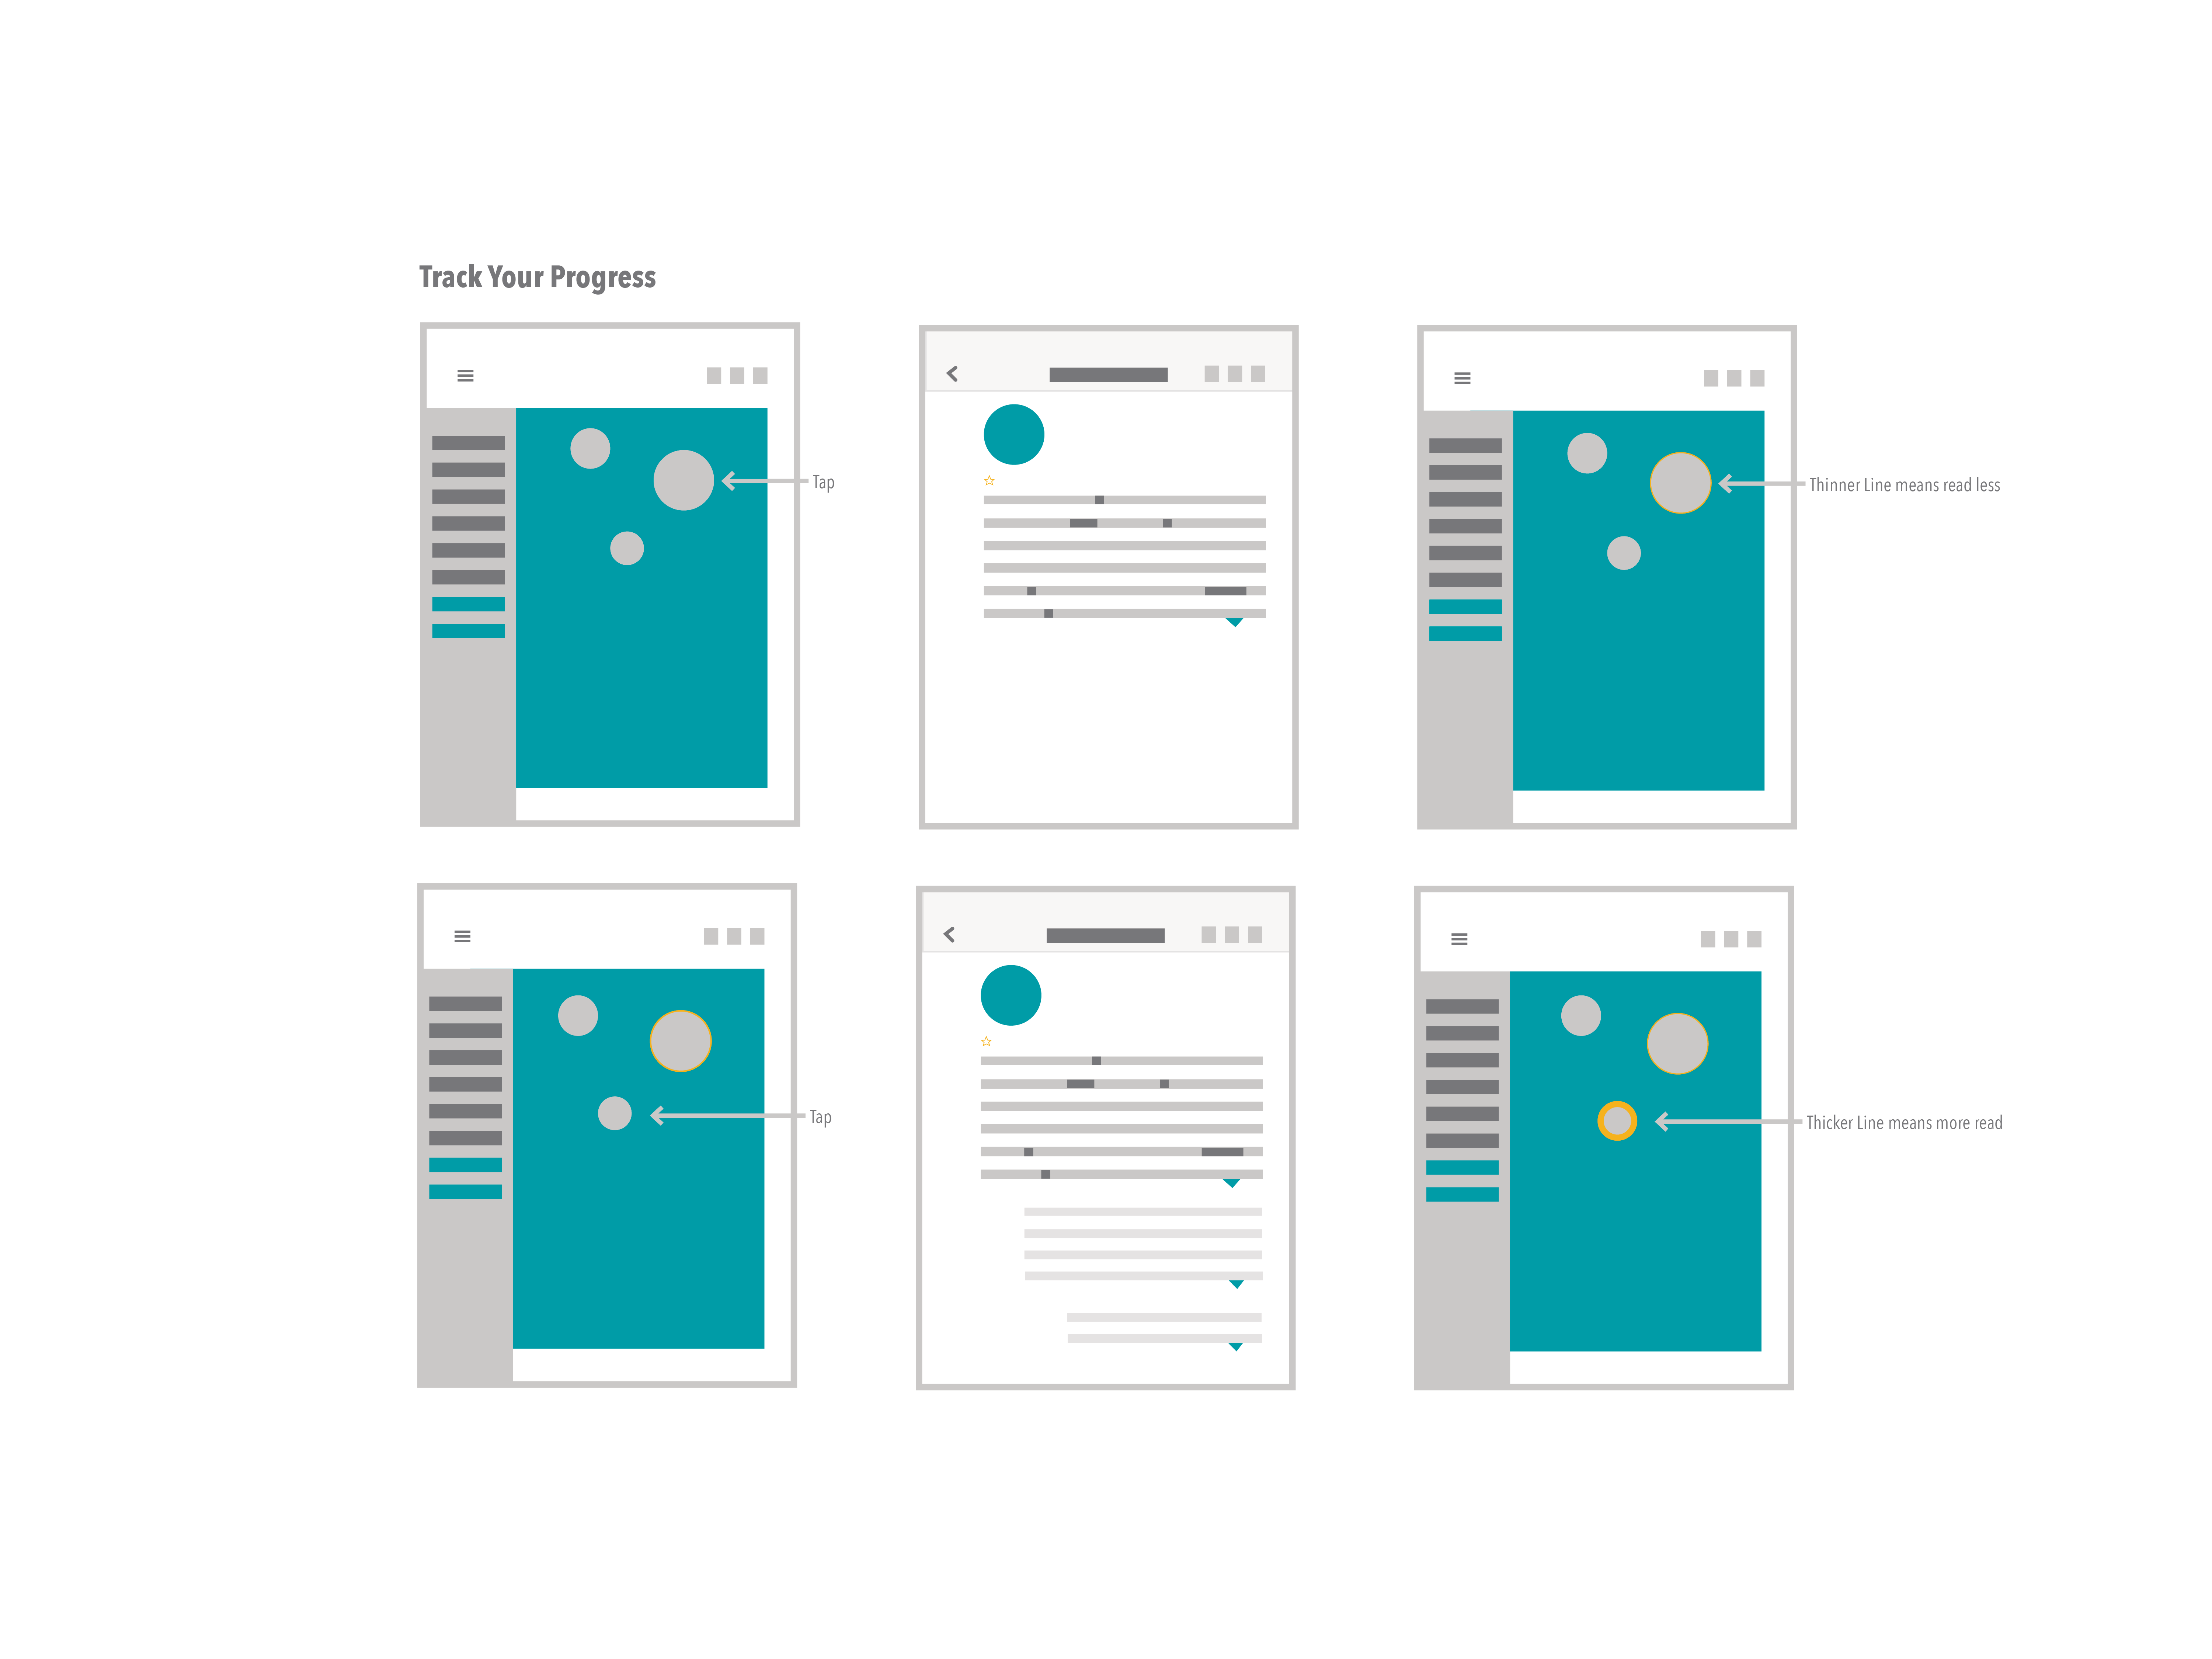 Track Your Progress
Tap
Thinner Line means read less
Tap
Thicker Line means more read